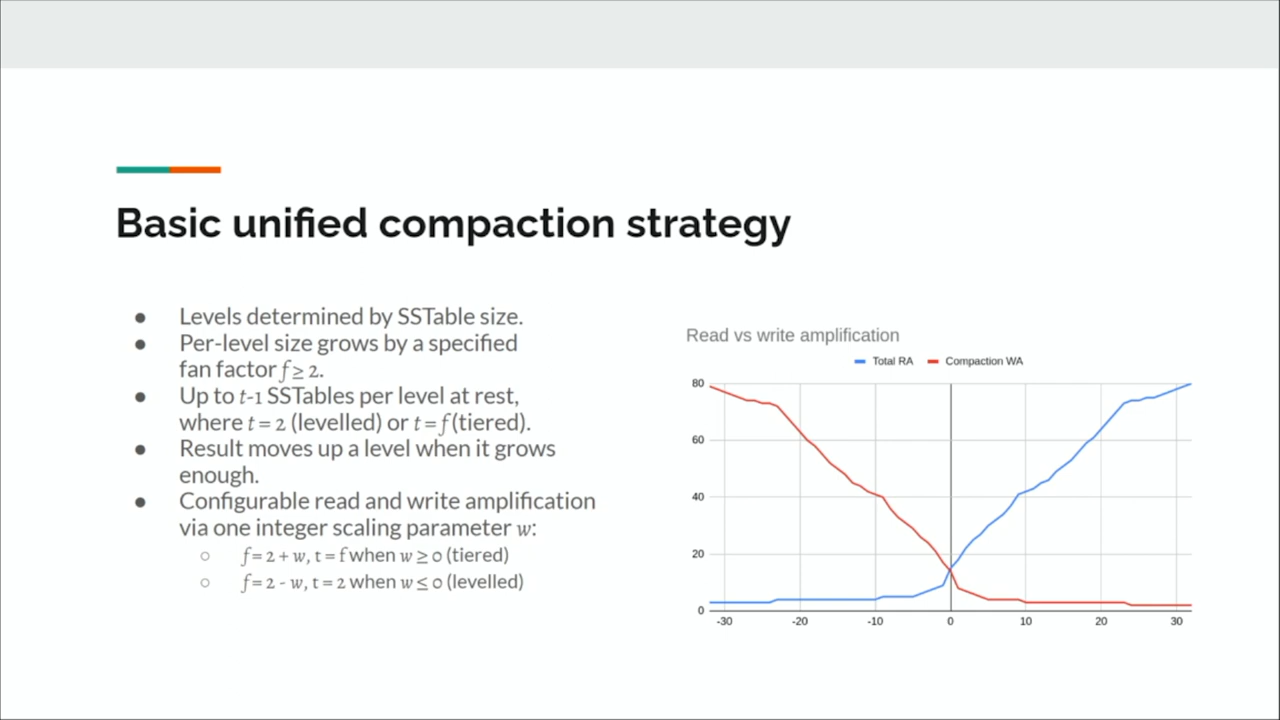 Basic unified compaction strategy
● Levels determined by SSTable size.
● Per-level size grows by a specified
fan factor f ≥ 2.
● Up to t-1 SSTables per level at rest,
where t = 2 (levelled) or t = f (tiered).
● Result moves up a level when it grows
enough.
● Configurable read and write amplification
via one integer scaling parameter w:
○ f = 2 + w, t = f when w ≥ 0 (tiered)
○ f = 2 - w, t = 2 when w ≤ 0 (levelled)
Read vs write amplification
Total RA Compaction WA
80
60
40
20
0
-30 -20 -10 0 10 20 30